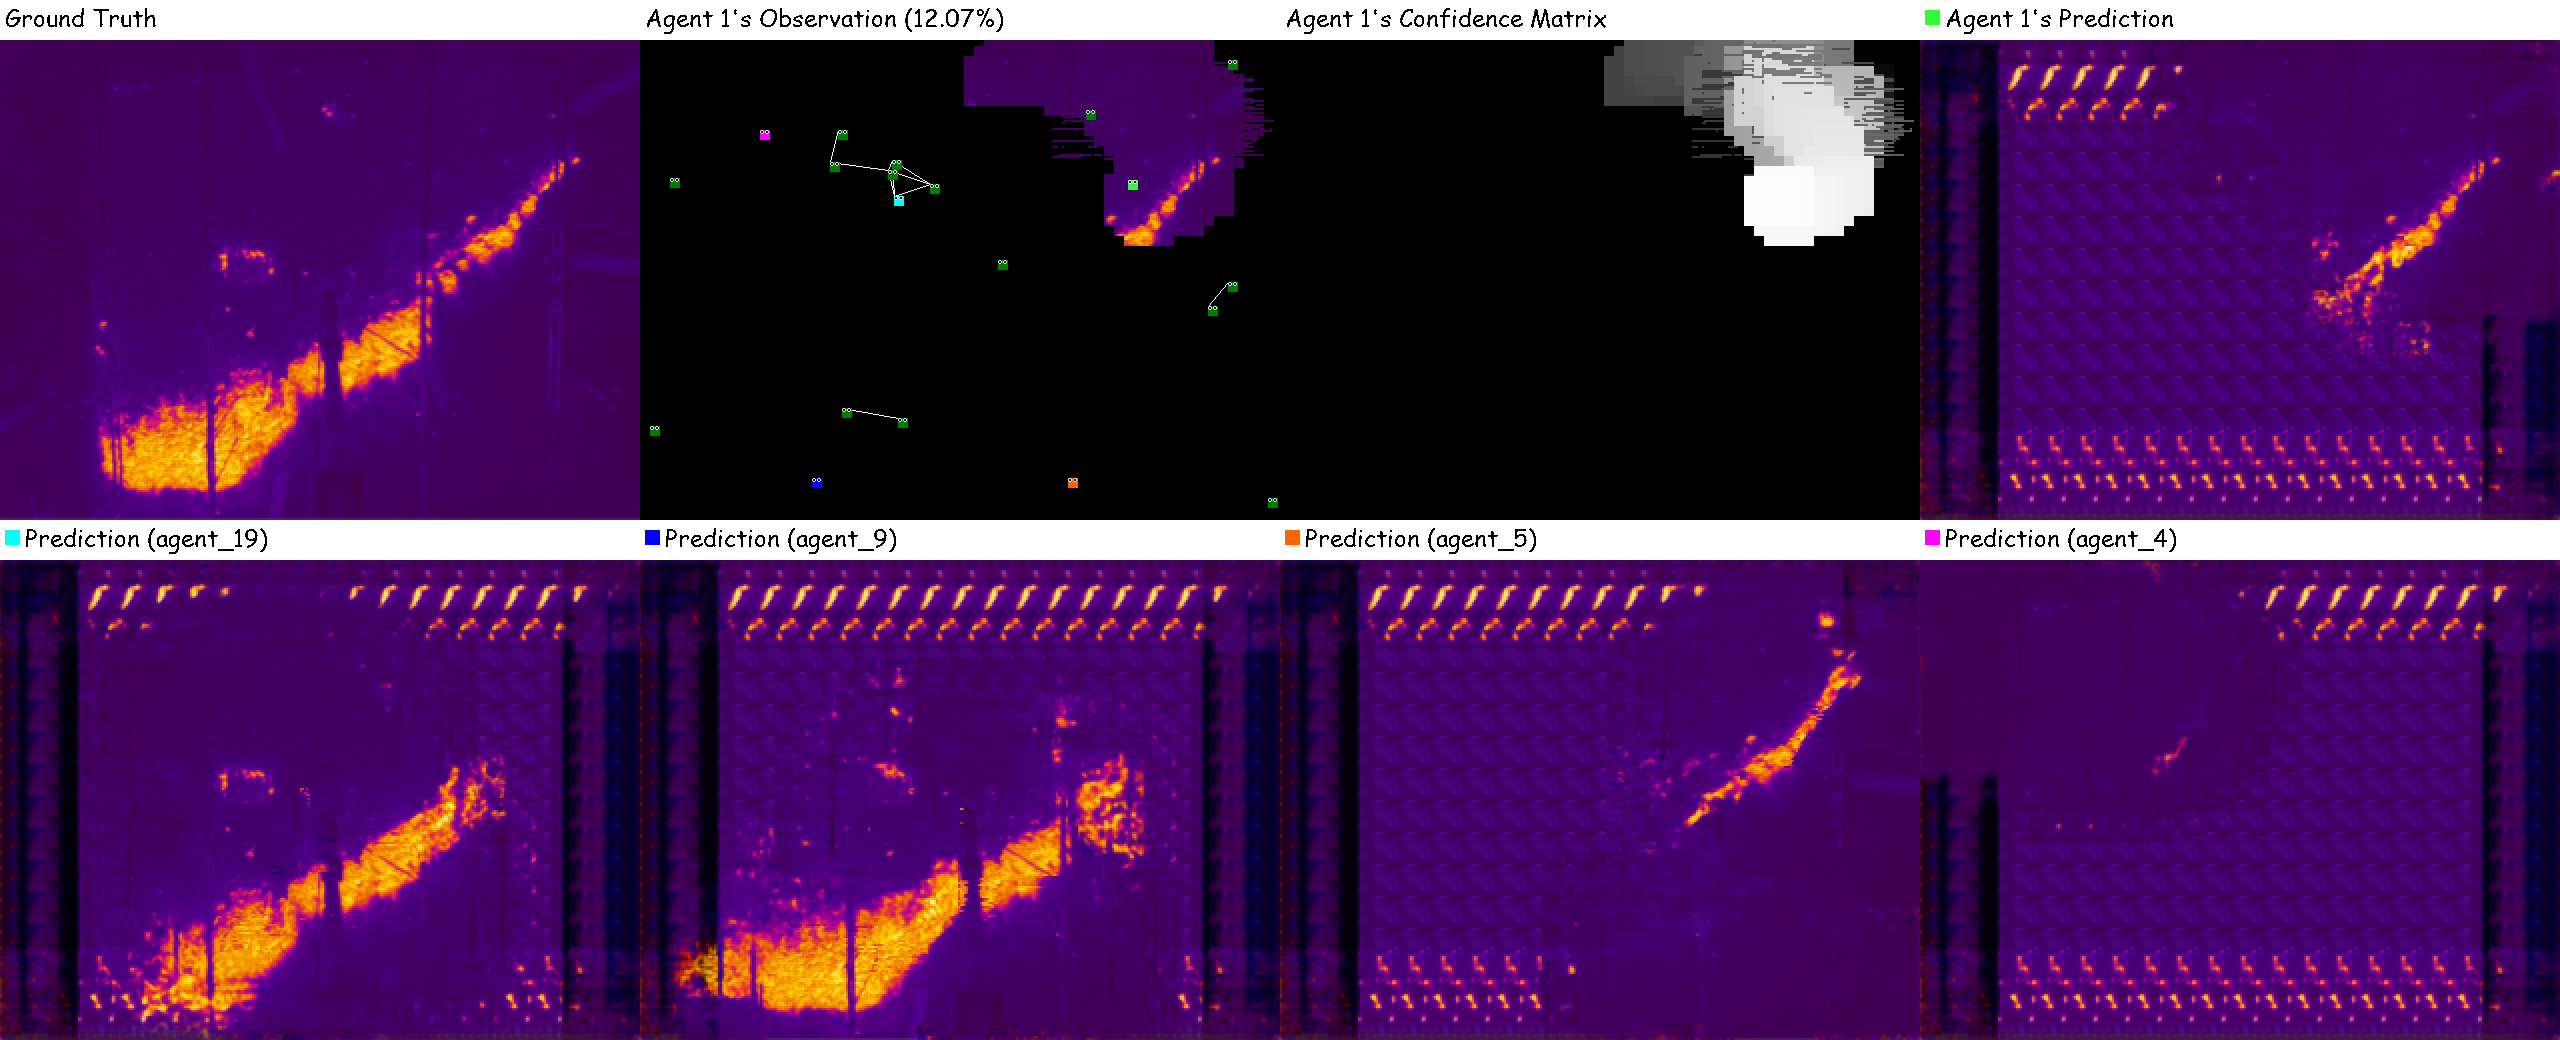 Ground Truth
Agent 1's Observation (12.07%)
Agent 1's Confidence Matrix
Agent 1's Prediction
Prediction (agent_19)
Prediction (agent_9)
Prediction (agent_5)
Prediction (agent_4)